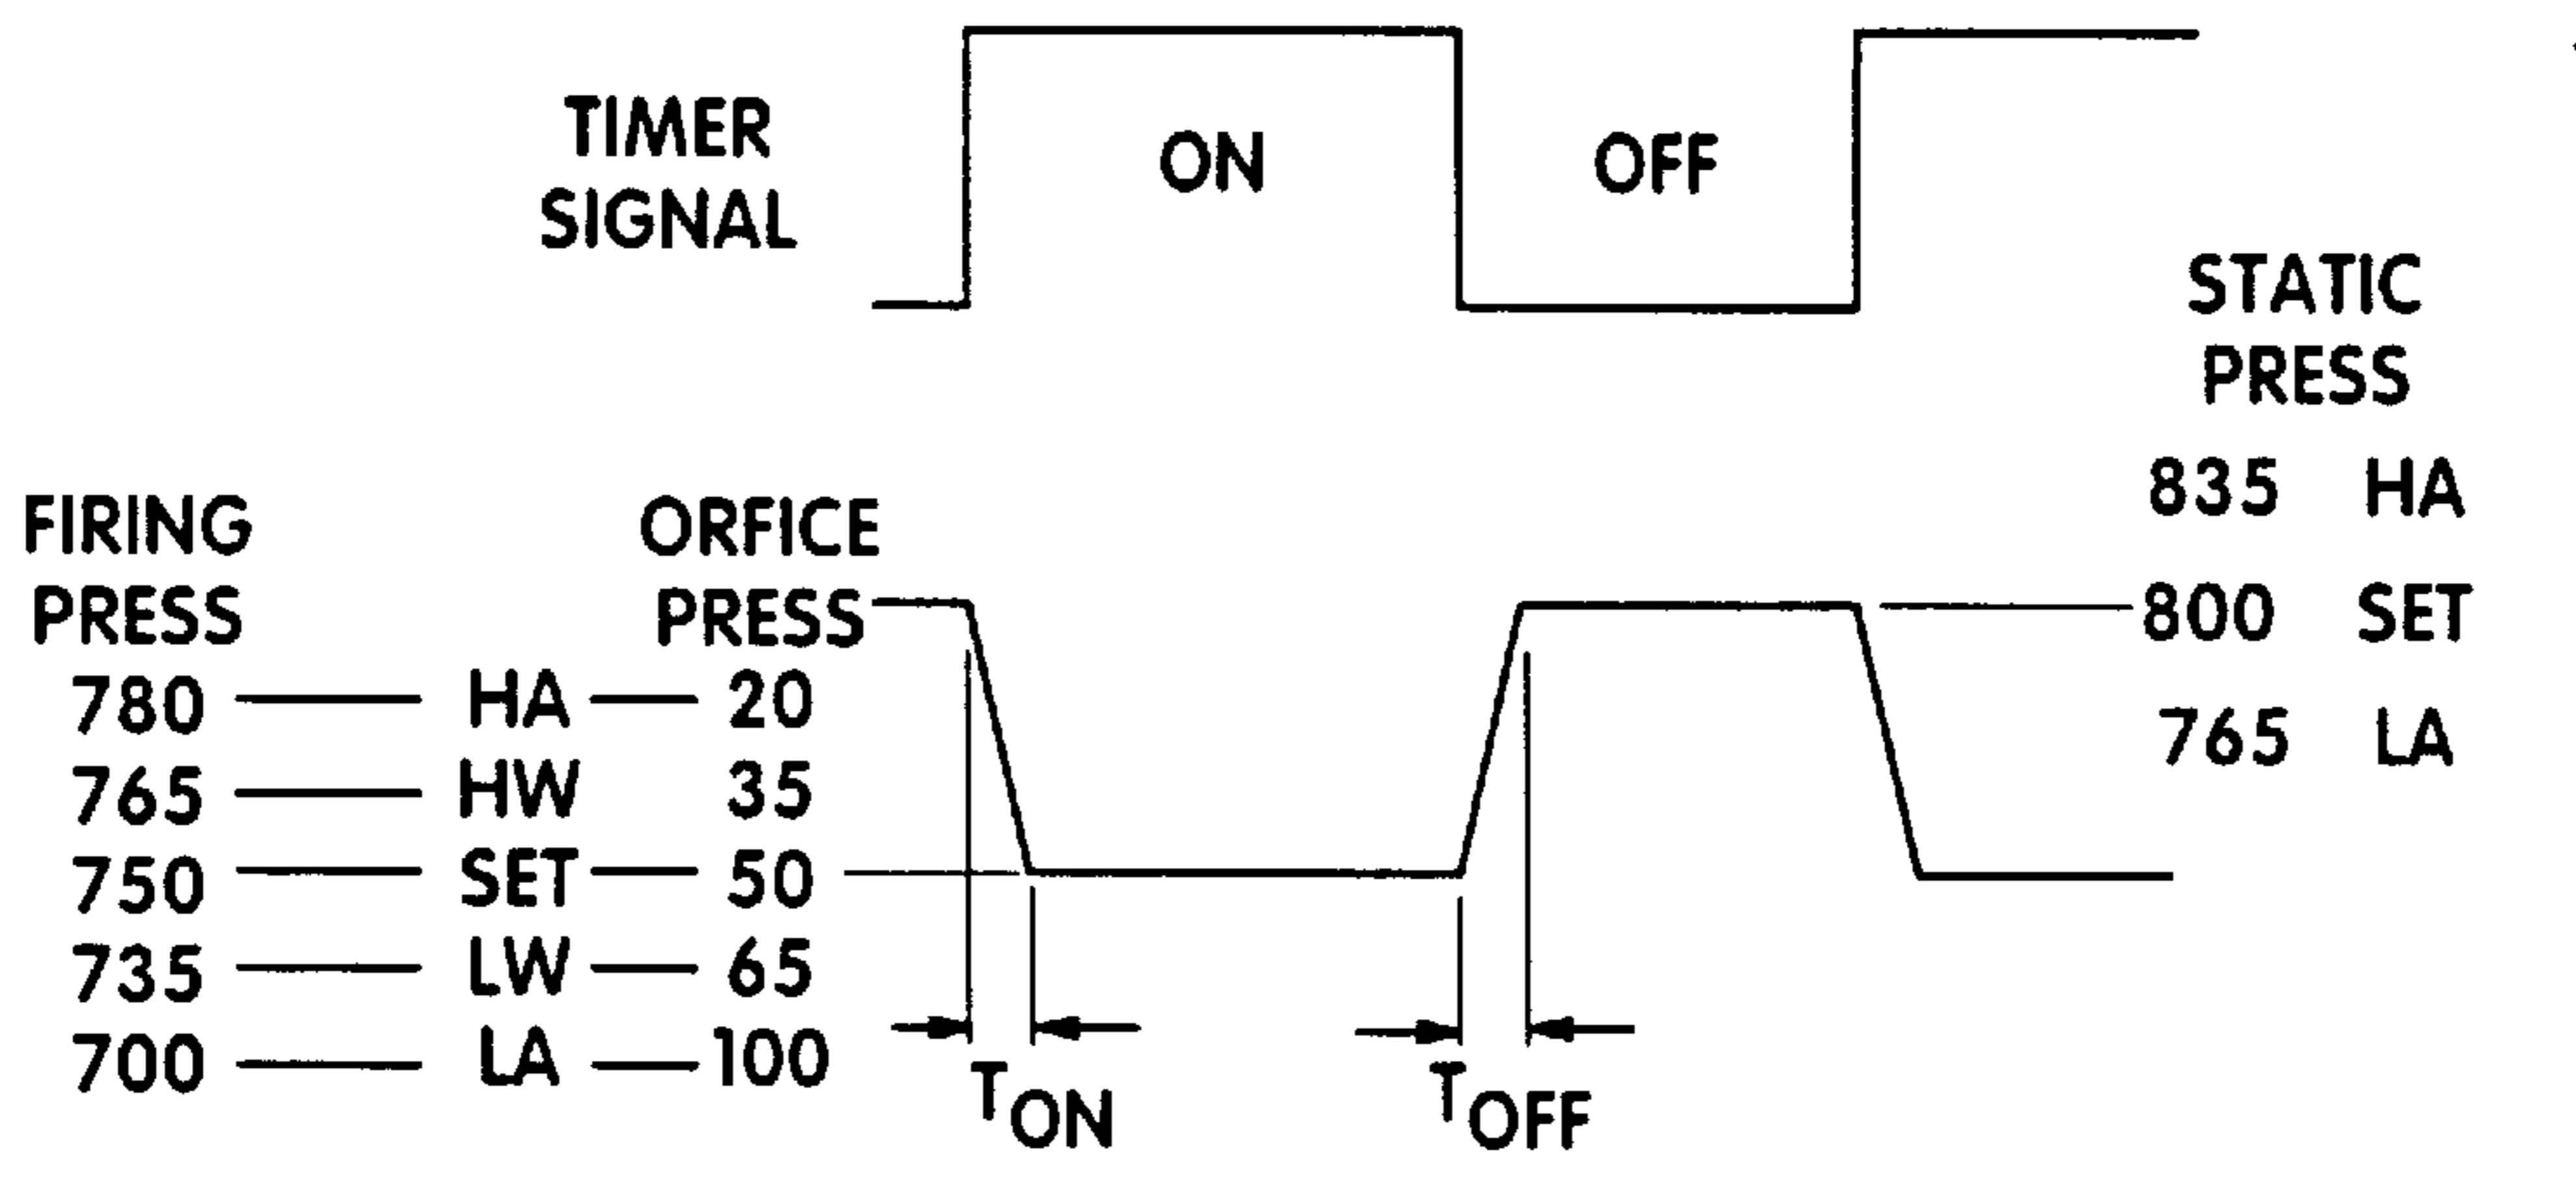 TIMER
SIGNAL
ON
OFF
STATIC
PRESS
835 HA
800 SET
765 LA
FIRING
PRESS
ORFICE
PRESS
780 HA 20
765 HW 35
750 SET 50
735 LW 65
700 LA 100
TON
TOFF